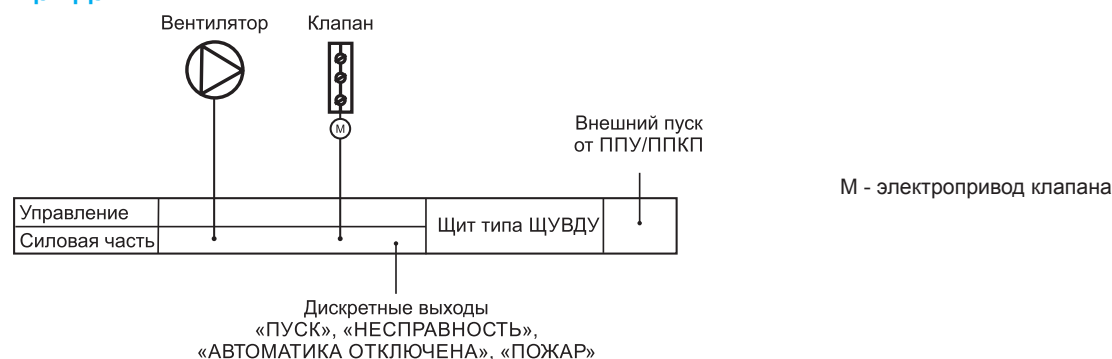 Вентилятор
Клапан
М
Внешний пуск
от ППУ/ППКП
М - электропривод клапана
Управление
Силовая часть
Щит типа ЩУВДУ
Дискретные выходы
«ПУСК», «НЕСПРАВНОСТЬ»,
«АВТОМАТИКА ОТКЛЮЧЕНА», «ПОЖАР»